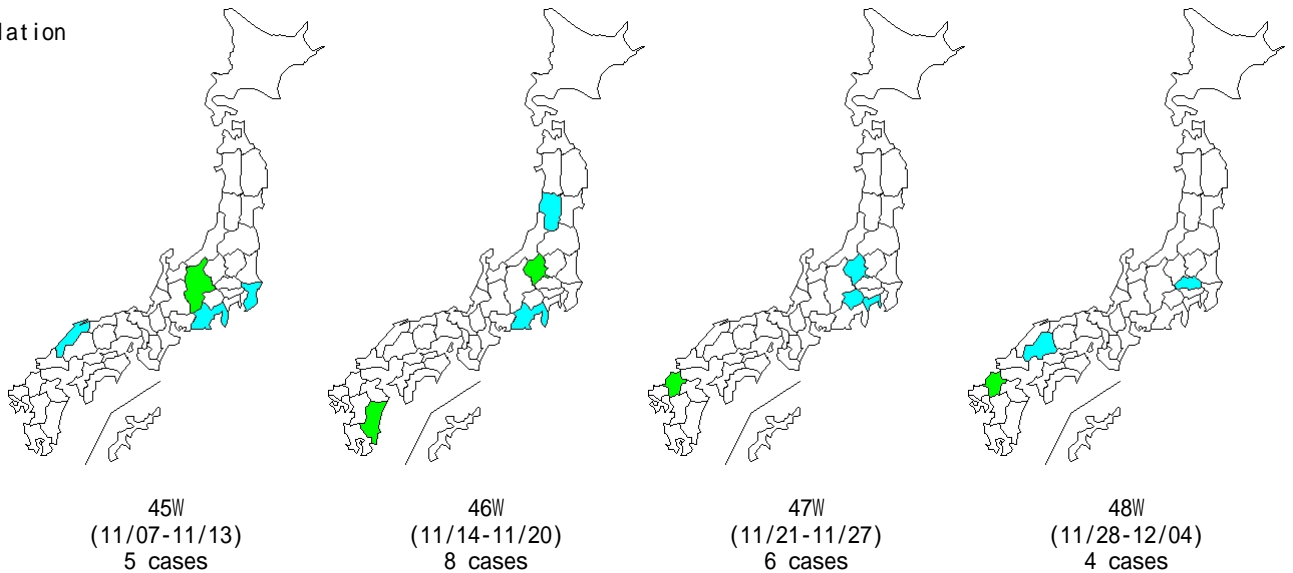 45W
(11/07-11/13)
5 cases
46W
(11/14-11/20)
8 cases
47W
(11/21-11/27)
6 cases
48W
(11/28-12/04)
4 cases